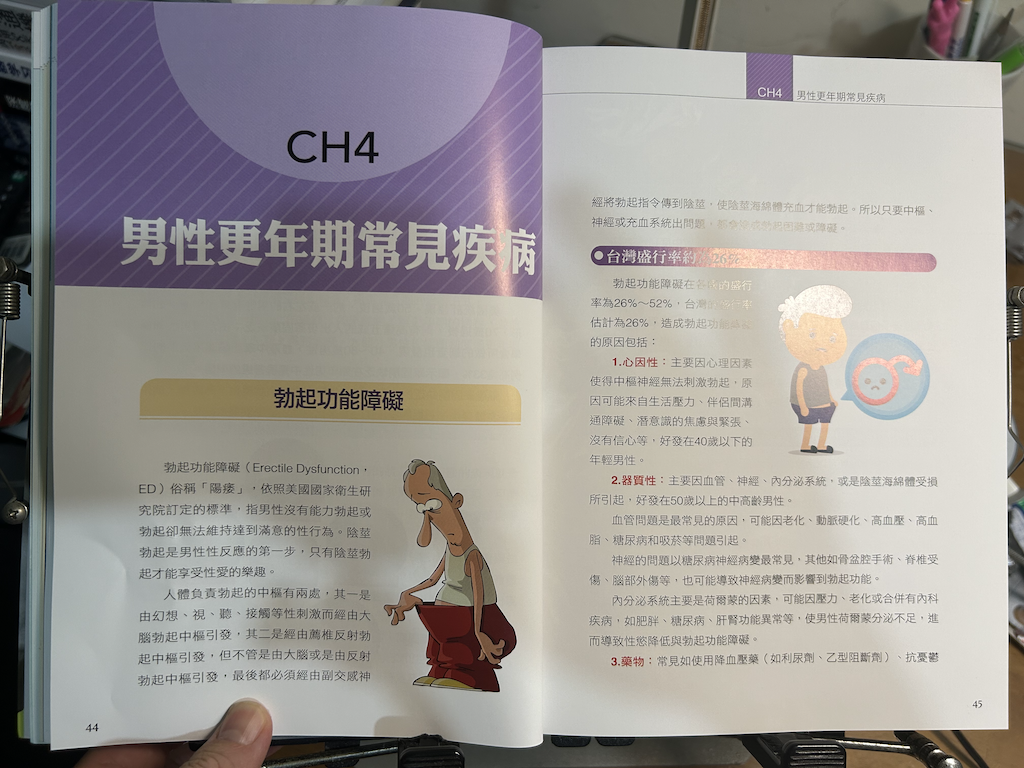 CH4
男性更年期常見疾病
勃起功能障礙
勃起功能障礙（Erectile Dysfunction，
ED）俗稱「陽痿」，依照美國國家衛生研
究院訂定的標準，指男性沒有能力勃起或
勃起卻無法維持達到滿意的性行為。陰莖
勃起是男性性反應的第一步，只有陰莖勃
起才能享受性愛的樂趣。
人體負責勃起的中樞有兩處，其一是
由幻想、視、聽、接觸等性刺激而經由大
腦勃起中樞引發，其二是經由薦椎反射勃
起中樞引發，但不管是由大腦或是由反射
勃起中樞引發，最後都必須經由副交感神
44
CH4 男性更年期常見疾病
經將勃起指令傳到陰莖，使陰莖海綿體充血才能勃起。所以只要中樞、
神經或充血系統出問題，都會造成勃起困難或障礙。
台灣盛行率約 26%
勃起功能障礙在各國的盛行
率為26%～52%，台灣的盛行率
估計為26%，造成勃起功能障礙
的原因包括：
1.心因性：主要因心理因素
使得中樞神經無法刺激勃起，原
因可能來自生活壓力、伴侶間溝
通障礙、潛意識的焦慮與緊張、
沒有信心等，好發在40歲以下的
年輕男性。
2.器質性：主要因血管、神經、內分泌系統、或是陰莖海綿體受損
所引起，好發在50歲以上的中高齡男性。
血管問題是最常見的原因，可能因老化、動脈硬化、高血壓、高血
脂、糖尿病和吸菸等問題引起。
神經的問題以糖尿病神經病變最常見，其他如骨盆腔手術、脊椎受
傷、腦部外傷等，也可能導致神經病變而影響到勃起功能。
內分泌系統主要是荷爾蒙的因素，可能因壓力、老化或合併有內科
疾病，如肥胖、糖尿病、肝腎功能異常等，使男性荷爾蒙分泌不足，進
而導致性慾降低與勃起功能障礙。
3.藥物：常見如使用降血壓藥（如利尿劑、乙型阻斷劑）、抗憂鬱
45